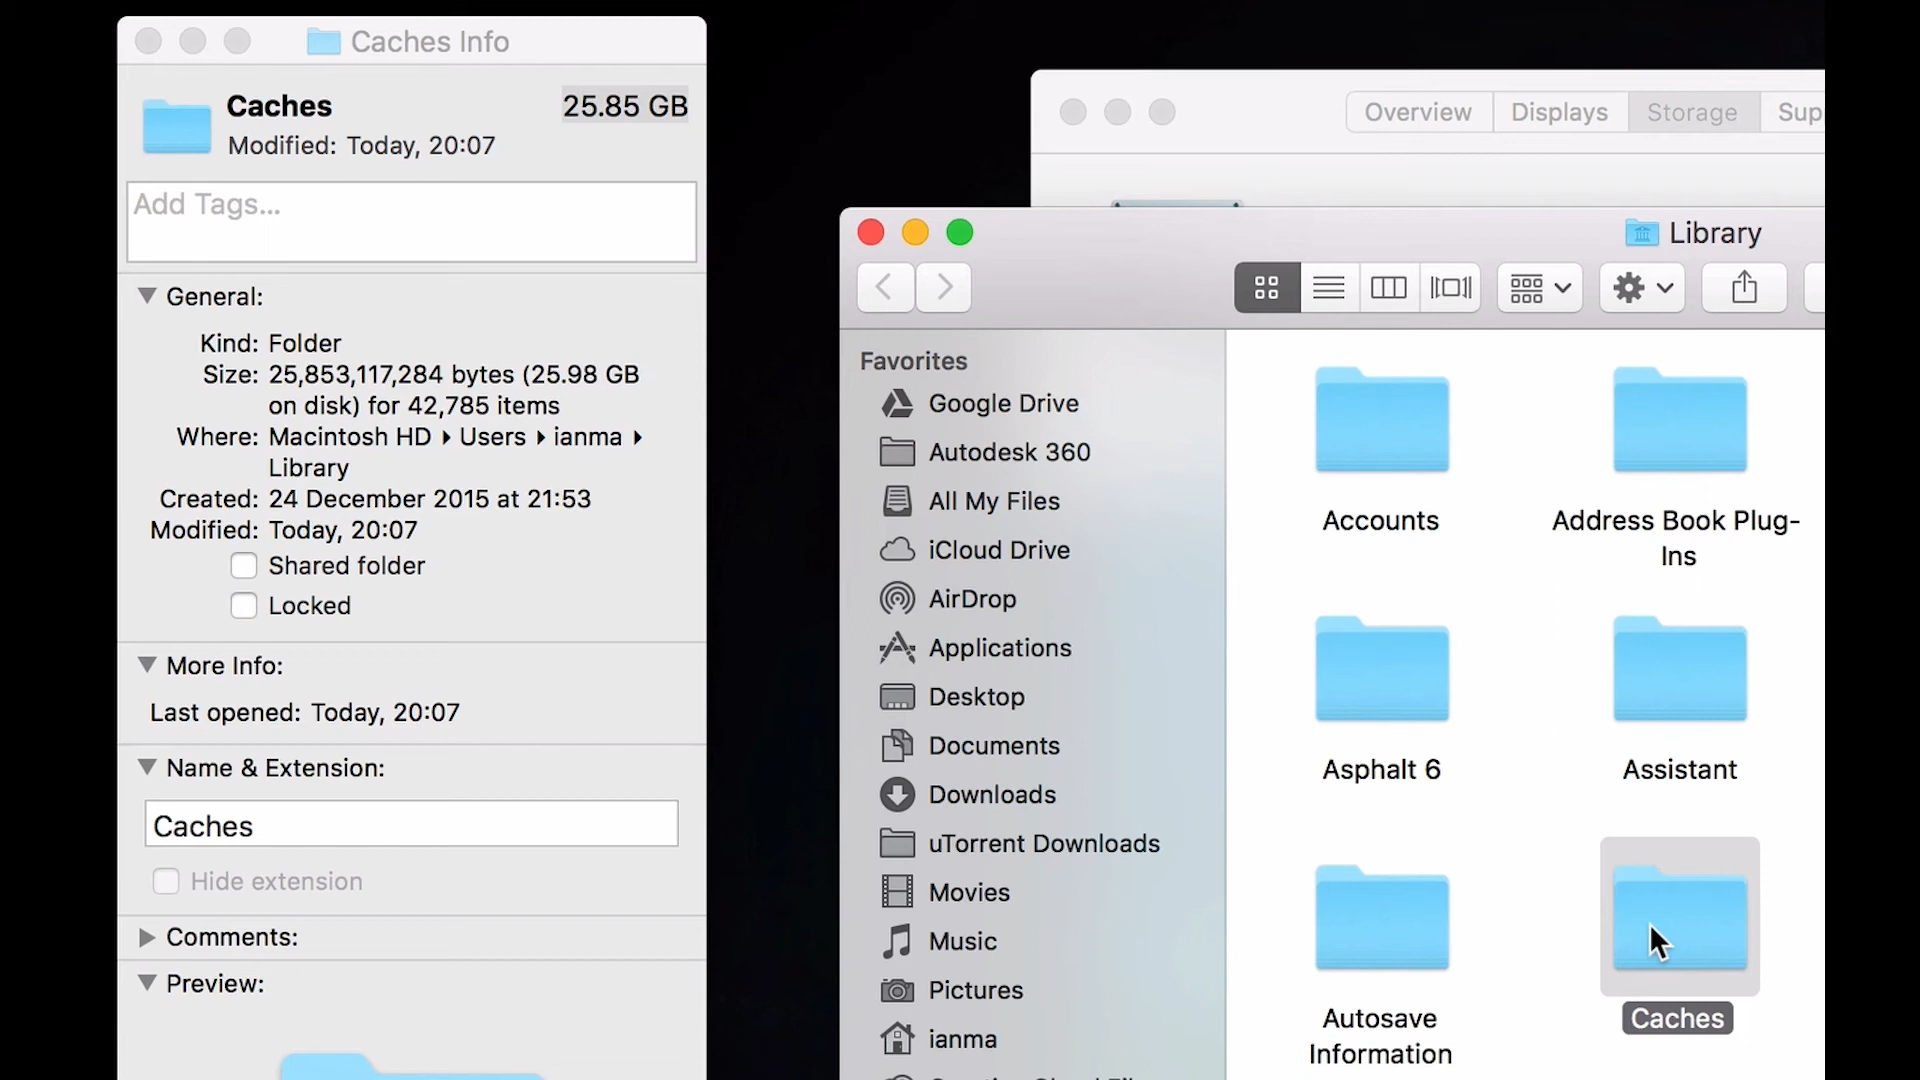 Caches Info
Caches
25.85 GB
Modified: Today, 20:07
Add Tags...
General:
Kind: Folder
Size: 25,853,117,284 bytes (25.98 GB
on disk) for 42,785 items
Where: Macintosh HD ▸ Users ▸ ianma ▸
Library
Created: 24 December 2015 at 21:53
Modified: Today, 20:07
Shared folder
Locked
More Info:
Last opened: Today, 20:07
Name & Extension:
Caches
Hide extension
Comments:
Preview:
Overview
Displays
Storage
Sup
Library
Favorites
Google Drive
Autodesk 360
All My Files
iCloud Drive
AirDrop
Applications
Desktop
Documents
Downloads
uTorrent Downloads
Movies
Music
Pictures
ianma
Accounts
Address Book Plug-
Ins
Asphalt 6
Assistant
Autosave
Information
Caches